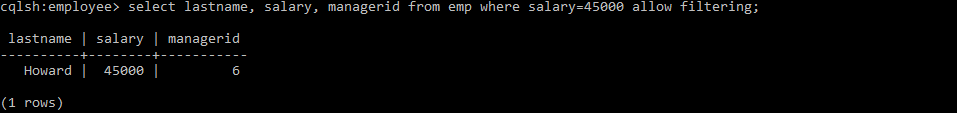 cqlsh:employee> select lastname, salary, managerid from emp where salary=45000 allow filtering;
 lastname | salary | managerid
----------+--------+-----------
   Howard |  45000 |         6
(1 rows)